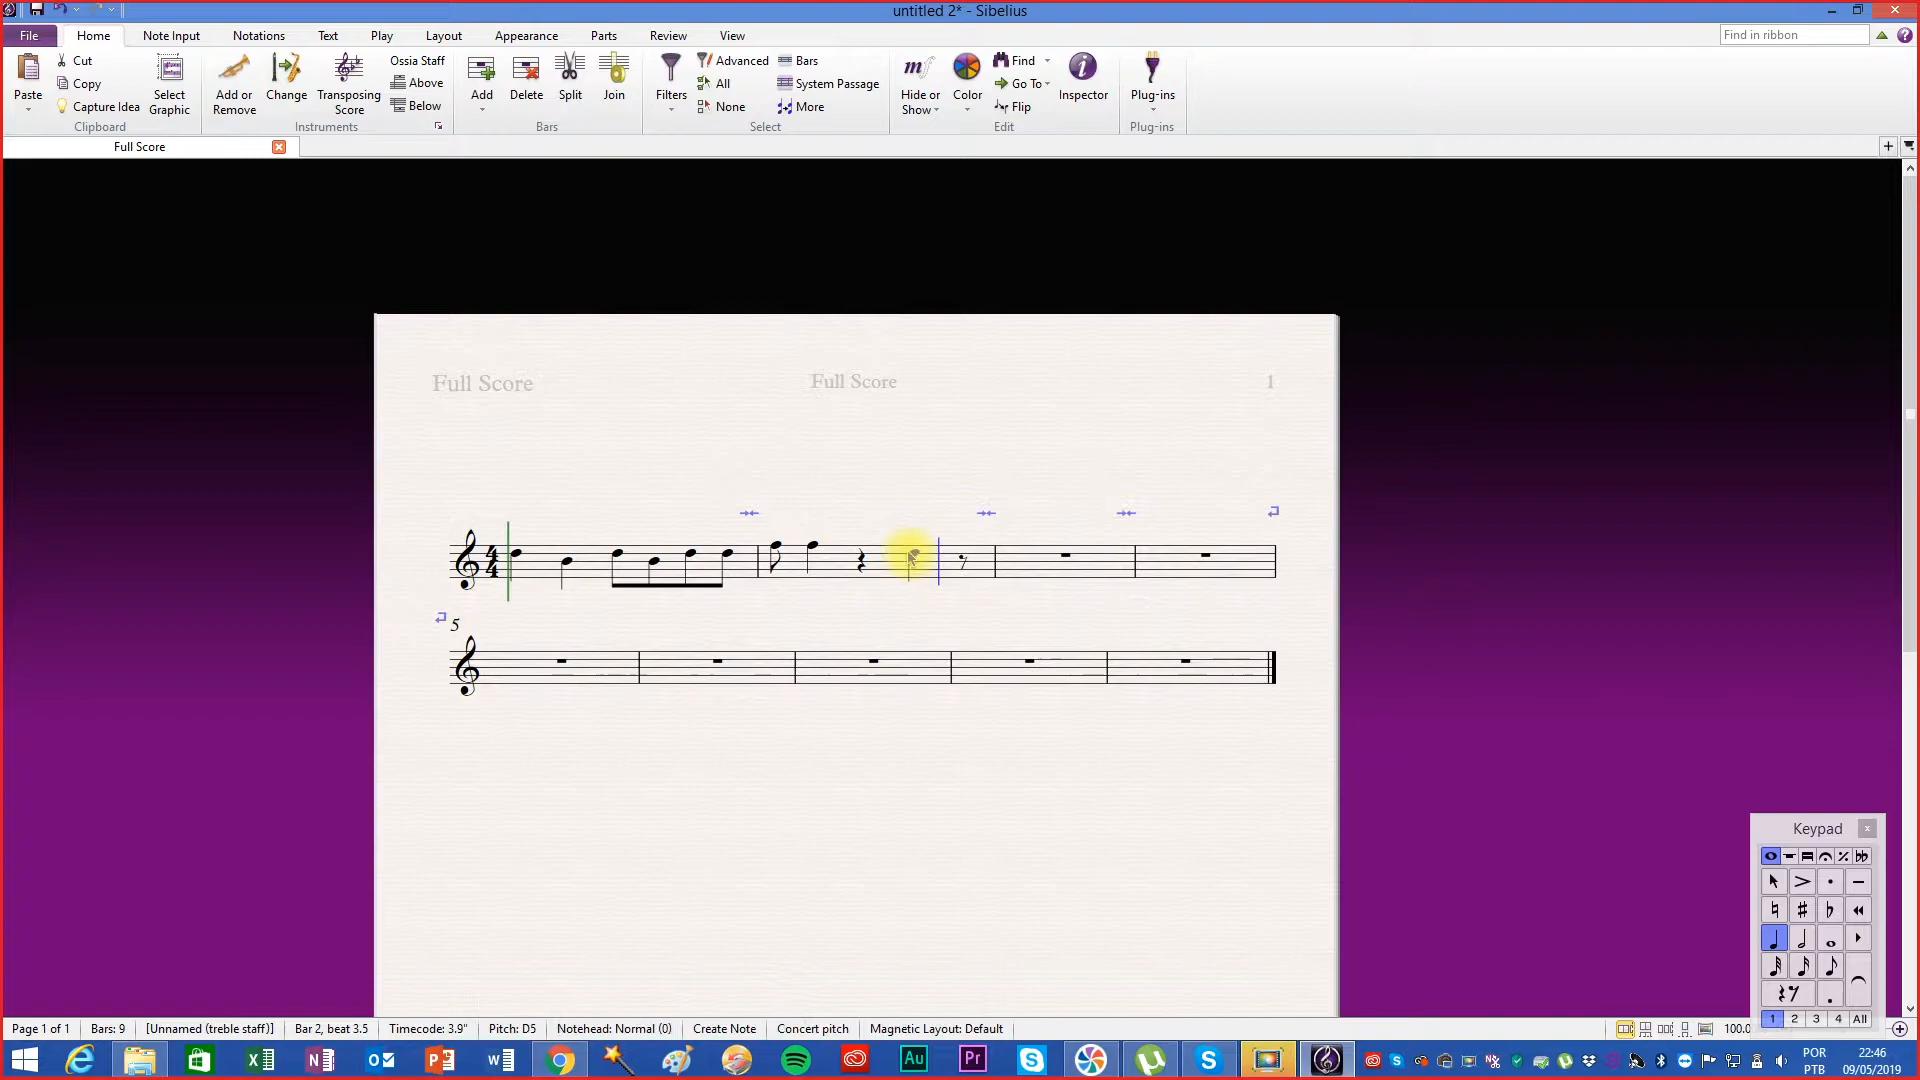 untitled 2* - Sibelius
File Home Note Input Notations Text Play Layout Appearance Parts Review View Find in ribbon
Paste Cut Copy Capture Idea Select Graphic Clipboard
Add or Remove Change Transposing Score Ossia Staff Above Below Instruments
Add Delete Split Join Bars
Filters Advanced All None Bars System Passage More Select
Hide or Show Color Find Go To Flip Inspector Edit
Plug-ins Plug-ins
Full Score
Full Score Full Score 1
4
4
5
Keypad
1 2 3 4 All
Page 1 of 1 Bars: 9 [Unnamed (treble staff)] Bar 2, beat 3.5 Timecode: 3.9" Pitch: D5 Notehead: Normal (0) Create Note Concert pitch Magnetic Layout: Default 100.0
POR 22:46
PTB 09/05/2019